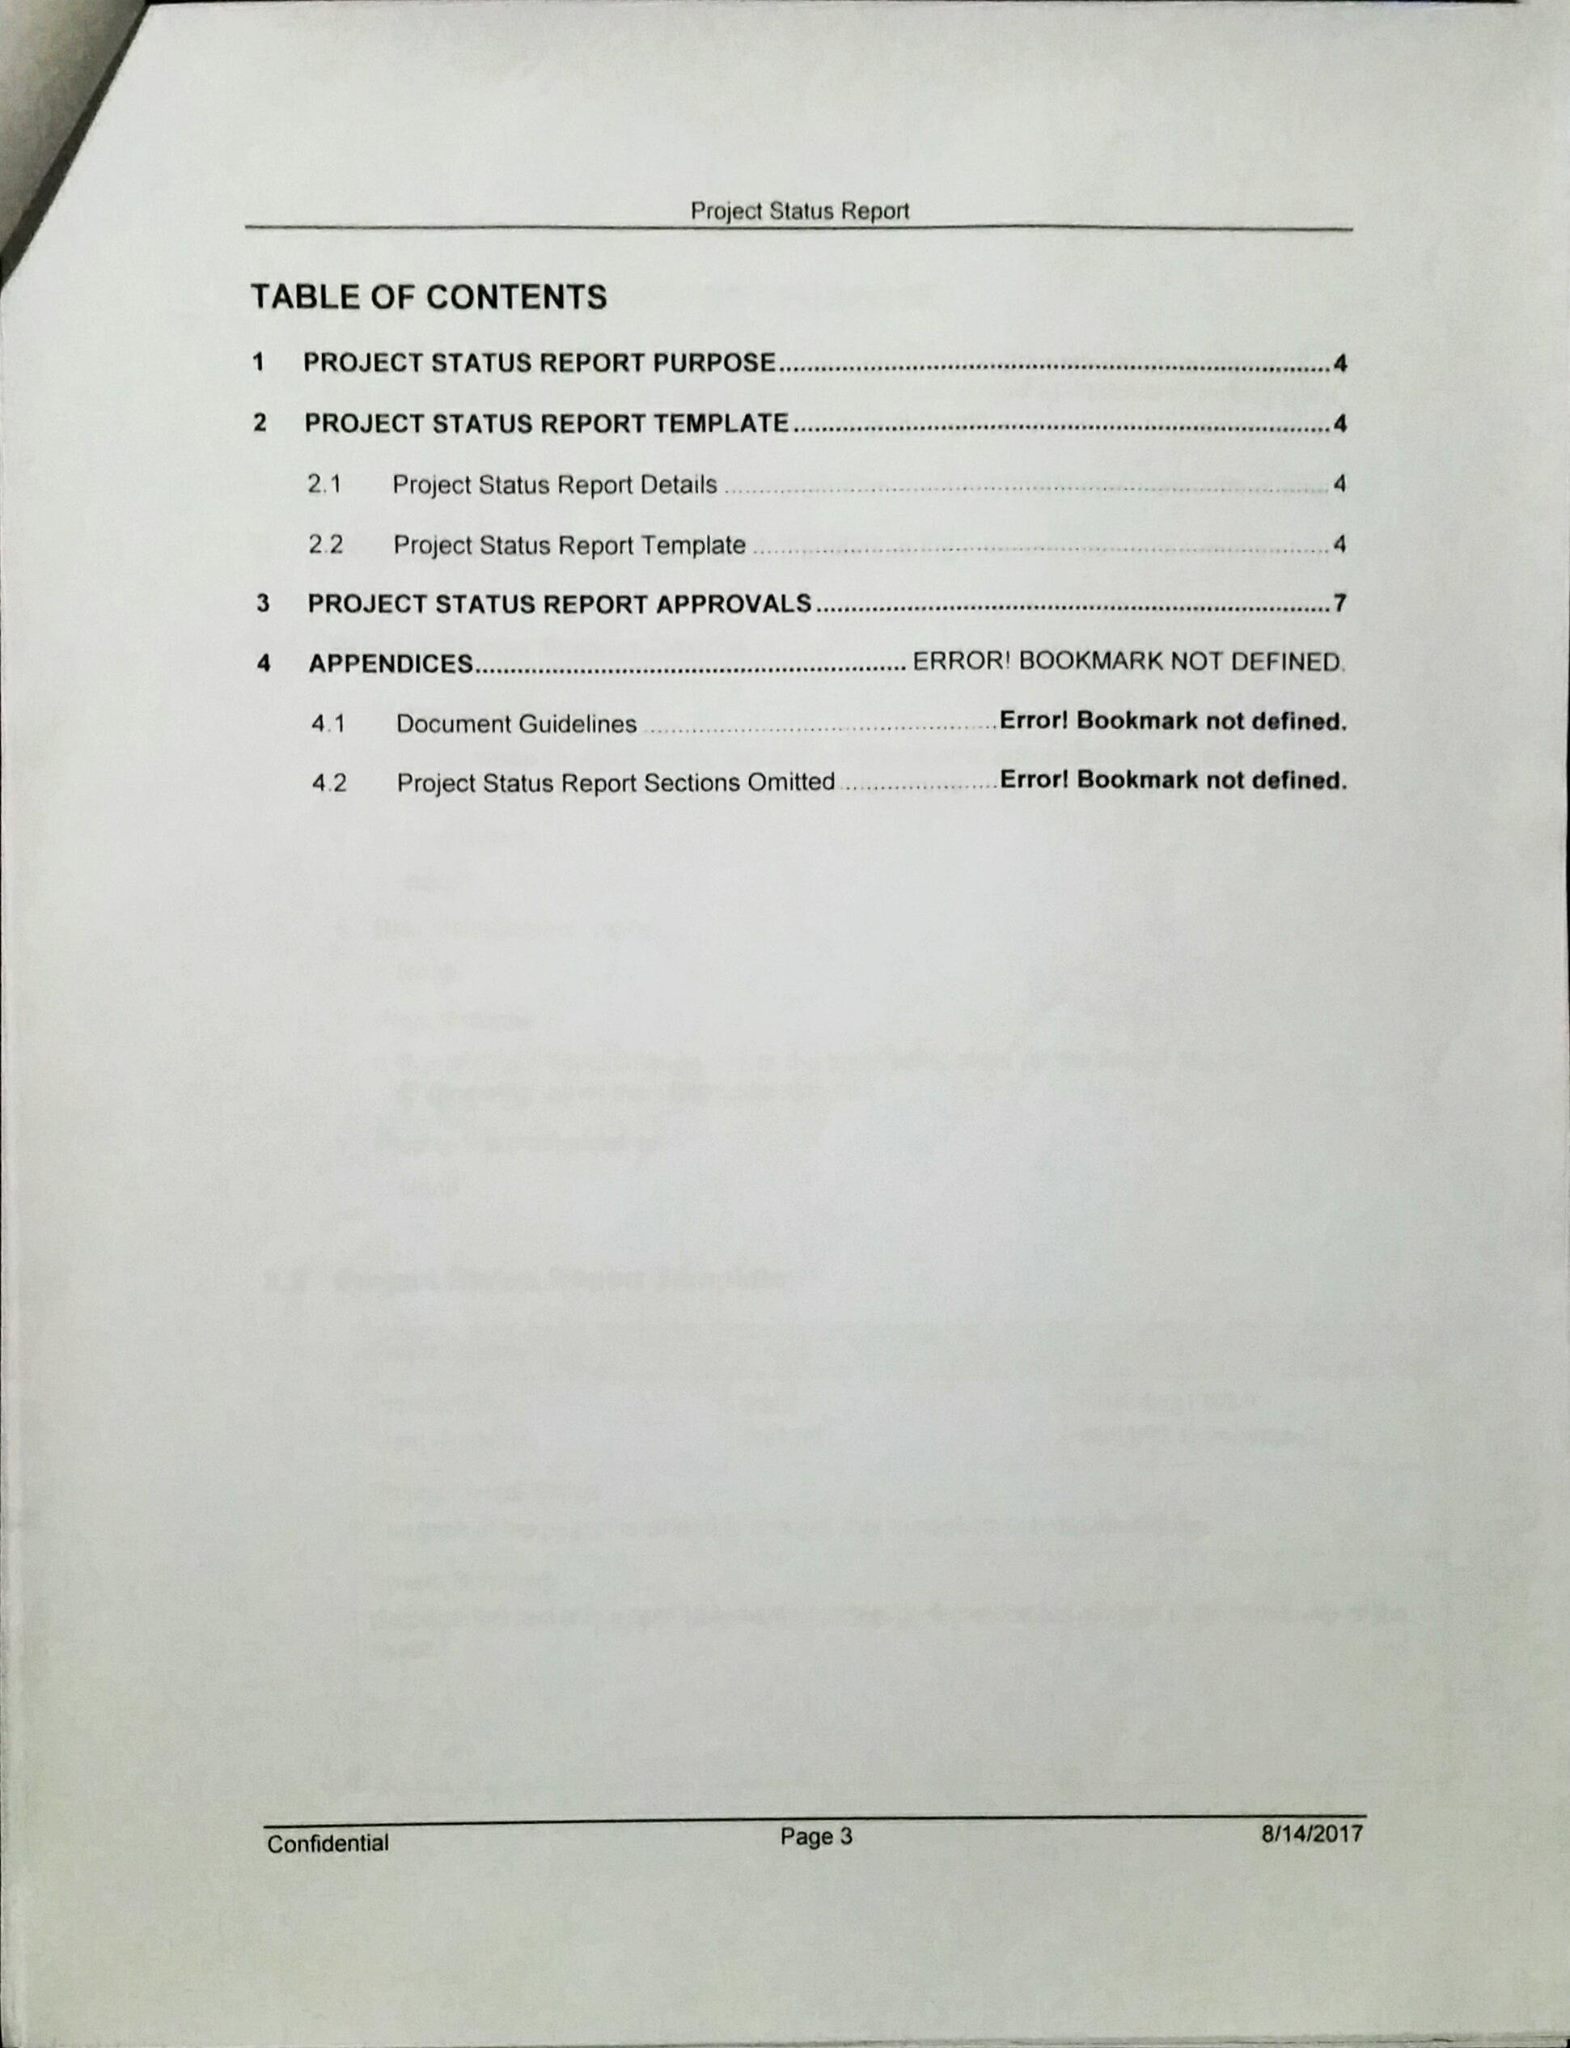 Project Status Report
TABLE OF CONTENTS
1 PROJECT STATUS REPORT PURPOSE........................................4
2 PROJECT STATUS REPORT TEMPLATE........................................4
2.1 Project Status Report Details........................................4
2.2 Project Status Report Template........................................4
3 PROJECT STATUS REPORT APPROVALS........................................7
4 APPENDICES........................................ERROR! BOOKMARK NOT DEFINED.
4.1 Document Guidelines........................................Error! Bookmark not defined.
4.2 Project Status Report Sections Omitted....................Error! Bookmark not defined.
Confidential Page 3 8/14/2017